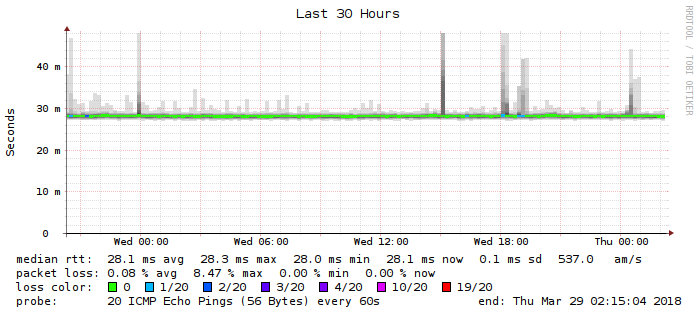 Last 30 Hours
RRDTOOL / TOBI OETIKER
Seconds
40 m
30 m
20 m
10 m
0
Wed 00:00 Wed 06:00 Wed 12:00 Wed 18:00 Thu 00:00
median rtt: 28.1 ms avg 28.3 ms max 28.0 ms min 28.1 ms now 0.1 ms sd 537.0 am/s
packet loss: 0.08 % avg 8.47 % max 0.00 % min 0.00 % now
loss color: 0 1/20 2/20 3/20 4/20 10/20 19/20
probe: 20 ICMP Echo Pings (56 Bytes) every 60s end: Thu Mar 29 02:15:04 2018